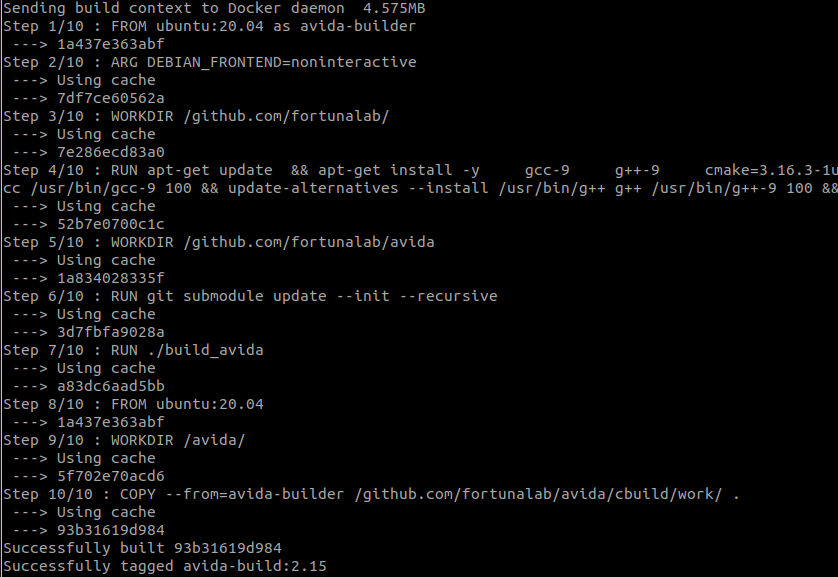 Sending build context to Docker daemon  4.575MB
Step 1/10 : FROM ubuntu:20.04 as avida-builder
 ---> 1a437e363abf
Step 2/10 : ARG DEBIAN_FRONTEND=noninteractive
 ---> Using cache
 ---> 7df7ce60562a
Step 3/10 : WORKDIR /github.com/fortunalab/
 ---> Using cache
 ---> 7e286ecd83a0
Step 4/10 : RUN apt-get update  && apt-get install -y     gcc-9     g++-9     cmake=3.16.3-1u
cc /usr/bin/gcc-9 100 && update-alternatives --install /usr/bin/g++ g++ /usr/bin/g++-9 100 &&
 ---> Using cache
 ---> 52b7e0700c1c
Step 5/10 : WORKDIR /github.com/fortunalab/avida
 ---> Using cache
 ---> 1a834028335f
Step 6/10 : RUN git submodule update --init --recursive
 ---> Using cache
 ---> 3d7fbfa9028a
Step 7/10 : RUN ./build_avida
 ---> Using cache
 ---> a83dc6aad5bb
Step 8/10 : FROM ubuntu:20.04
 ---> 1a437e363abf
Step 9/10 : WORKDIR /avida/
 ---> Using cache
 ---> 5f702e70acd6
Step 10/10 : COPY --from=avida-builder /github.com/fortunalab/avida/cbuild/work/ .
 ---> Using cache
 ---> 93b31619d984
Successfully built 93b31619d984
Successfully tagged avida-build:2.15